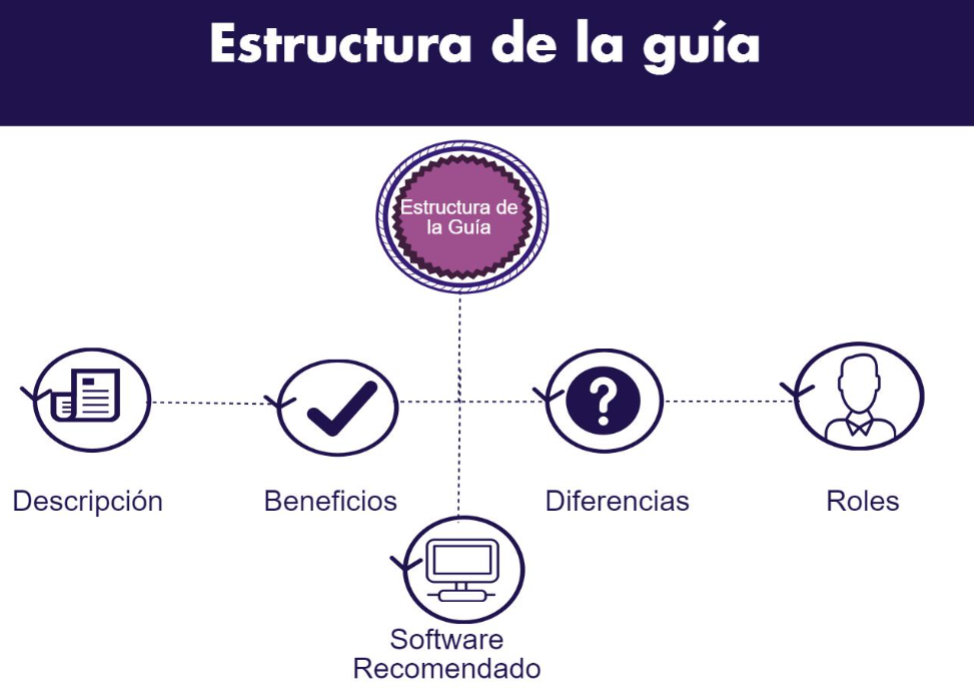 Estructura de la guía
Estructura de
la Guía
Descripción
Beneficios
Diferencias
Roles
Software
Recomendado